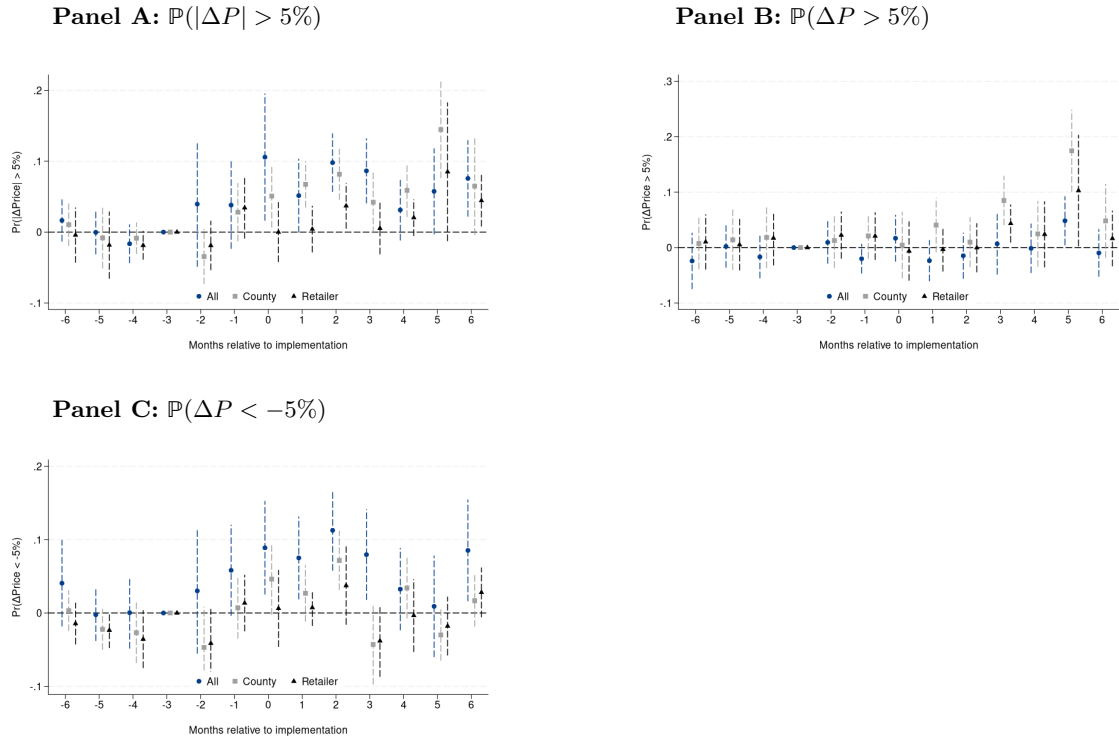 Panel A: ℙ(|ΔP| > 5%)
Panel B: ℙ(ΔP > 5%)
Pr(|ΔPrice| > 5%)
.2
.1
0
-.1
All County Retailer
-6 -5 -4 -3 -2 -1 0 1 2 3 4 5 6
Months relative to implementation
Pr(ΔPrice > 5%)
.3
.2
.1
0
-.1
All County Retailer
-6 -5 -4 -3 -2 -1 0 1 2 3 4 5 6
Months relative to implementation
Panel C: ℙ(ΔP < −5%)
Pr(ΔPrice < -5%)
.2
.1
0
-.1
All County Retailer
-6 -5 -4 -3 -2 -1 0 1 2 3 4 5 6
Months relative to implementation